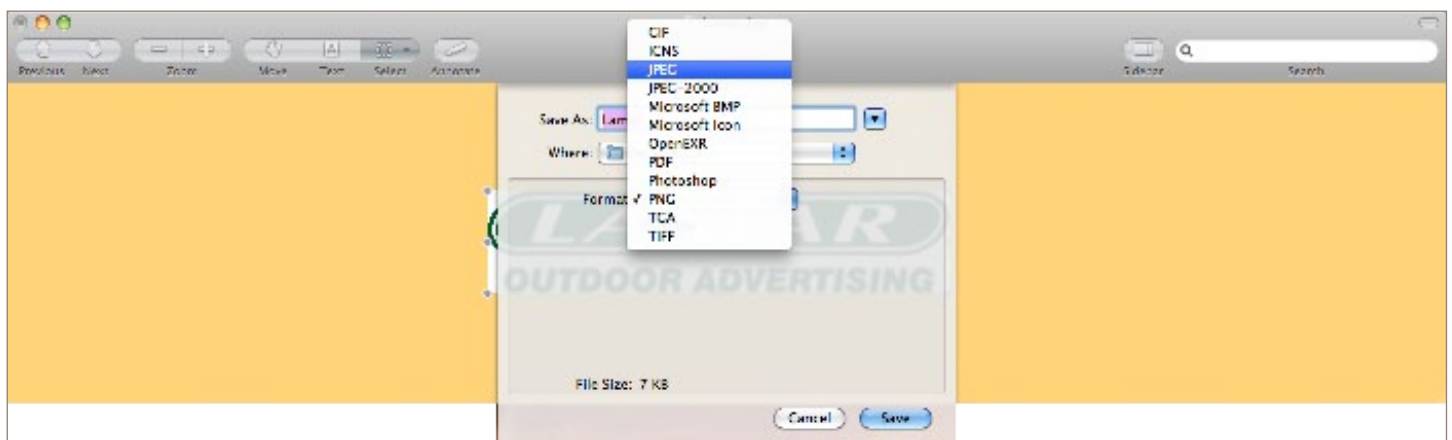 Previous Next Zoom Move Text Select Annotate Sidebar Search
Save As: Lam
Where:
Format
GIF
ICNS
JPEG
JPEG-2000
Microsoft BMP
Microsoft Icon
OpenEXR
PDF
Photoshop
✓ PNG
TGA
TIFF
OUTDOOR ADVERTISING
File Size: 7 KB
Cancel Save